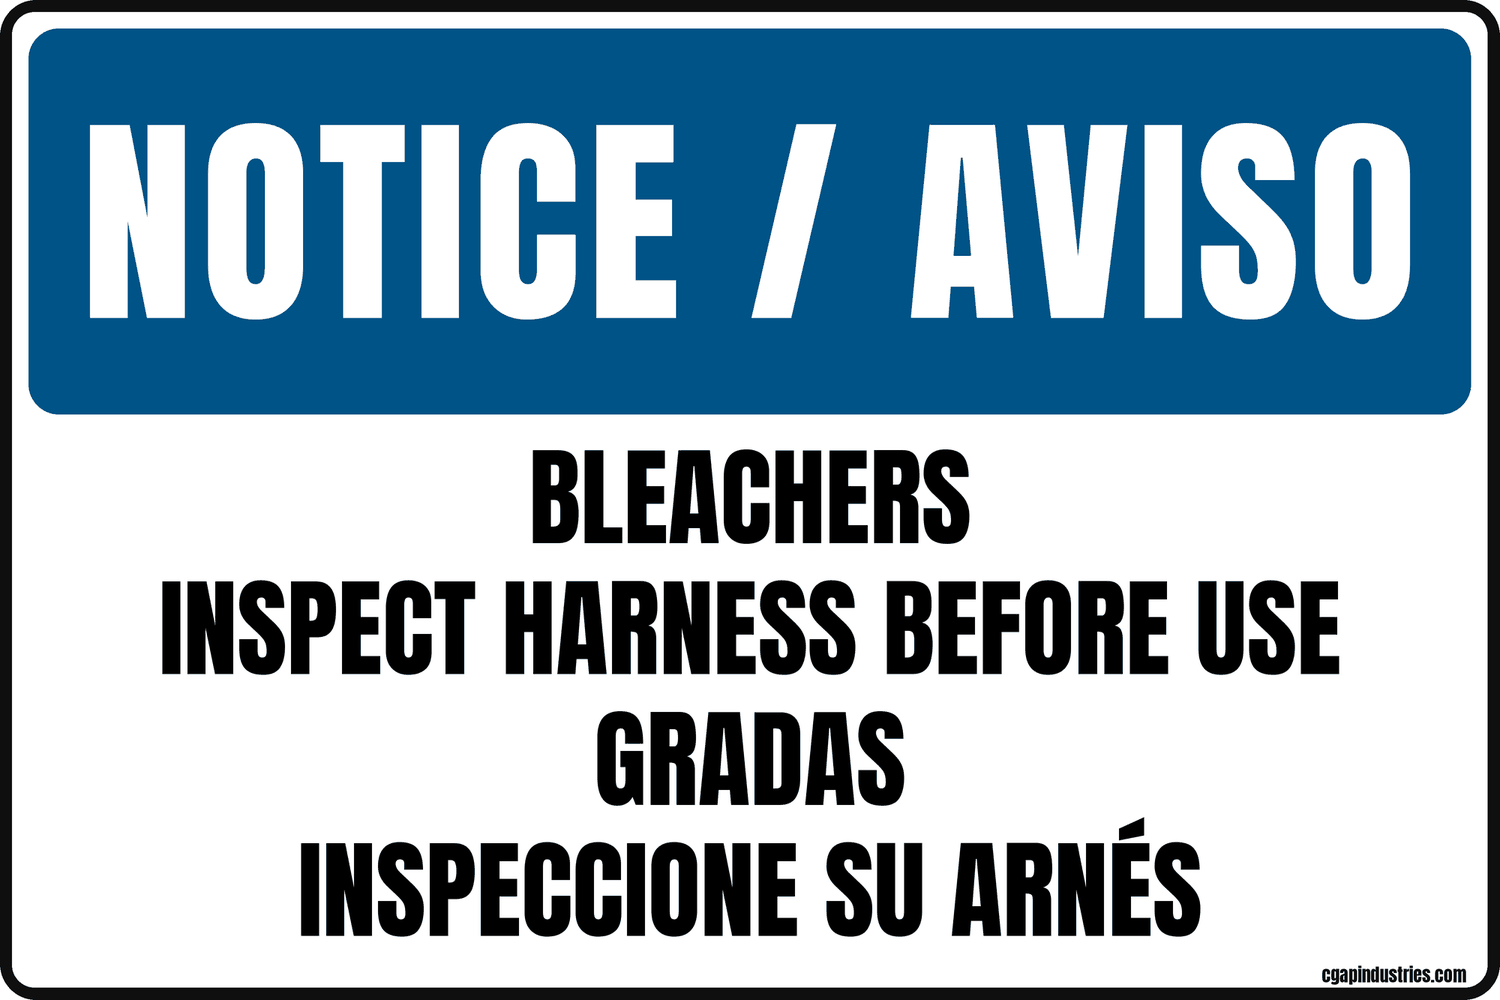 NOTICE / AVISO
BLEACHERS
INSPECT HARNESS BEFORE USE
GRADAS
INSPECCIONE SU ARNÉS
cgapindustries.com